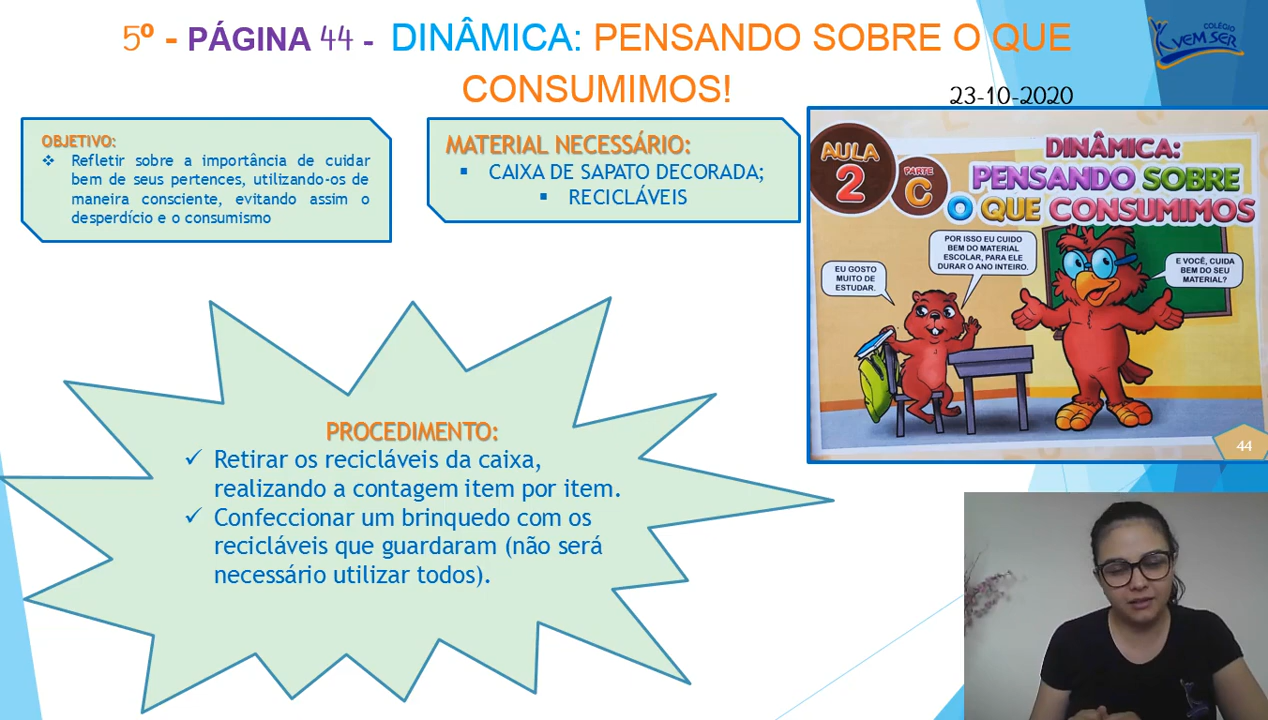 5º - PÁGINA 44 - DINÂMICA: PENSANDO SOBRE O QUE
CONSUMIMOS!
COLÉGIO
VEM SER
23-10-2020
OBJETIVO:
❖ Refletir sobre a importância de cuidar
bem de seus pertences, utilizando-os de
maneira consciente, evitando assim o
desperdício e o consumismo
MATERIAL NECESSÁRIO:
▪ CAIXA DE SAPATO DECORADA;
▪ RECICLÁVEIS
AULA
2
PARTE
C
DINÂMICA:
PENSANDO SOBRE
O QUE CONSUMIMOS
EU GOSTO
MUITO DE
ESTUDAR.
POR ISSO EU CUIDO
BEM DO MATERIAL
ESCOLAR, PARA ELE
DURAR O ANO INTEIRO.
E VOCÊ, CUIDA
BEM DO SEU
MATERIAL?
44
PROCEDIMENTO:
✓ Retirar os recicláveis da caixa,
realizando a contagem item por item.
✓ Confeccionar um brinquedo com os
recicláveis que guardaram (não será
necessário utilizar todos).